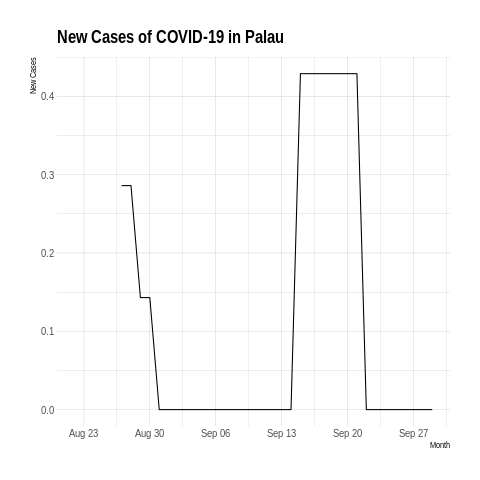 New Cases of COVID-19 in Palau
New Cases
0.4
0.3
0.2
0.1
0.0
Aug 23 Aug 30 Sep 06 Sep 13 Sep 20 Sep 27
Month